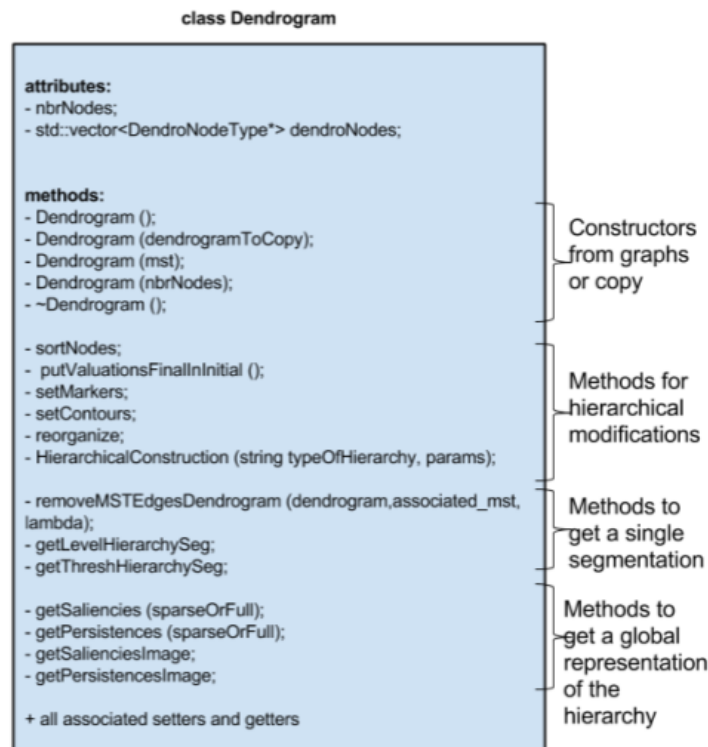 class Dendrogram
attributes:
- nbrNodes;
- std::vector<DendroNodeType*> dendroNodes;
methods:
- Dendrogram ();
- Dendrogram (dendrogramToCopy);
- Dendrogram (mst);
- Dendrogram (nbrNodes);
- ~Dendrogram ();
Constructors
from graphs
or copy
- sortNodes;
- putValuationsFinalInInitial ();
- setMarkers;
- setContours;
- reorganize;
- HierarchicalConstruction (string typeOfHierarchy, params);
Methods for
hierarchical
modifications
- removeMSTEdgesDendrogram (dendrogram,associated_mst,
lambda);
- getLevelHierarchySeg;
- getThreshHierarchySeg;
Methods to
get a single
segmentation
- getSaliencies (sparseOrFull);
- getPersistences (sparseOrFull);
- getSalienciesImage;
- getPersistencesImage;
Methods to
get a global
representation
of the
hierarchy
+ all associated setters and getters